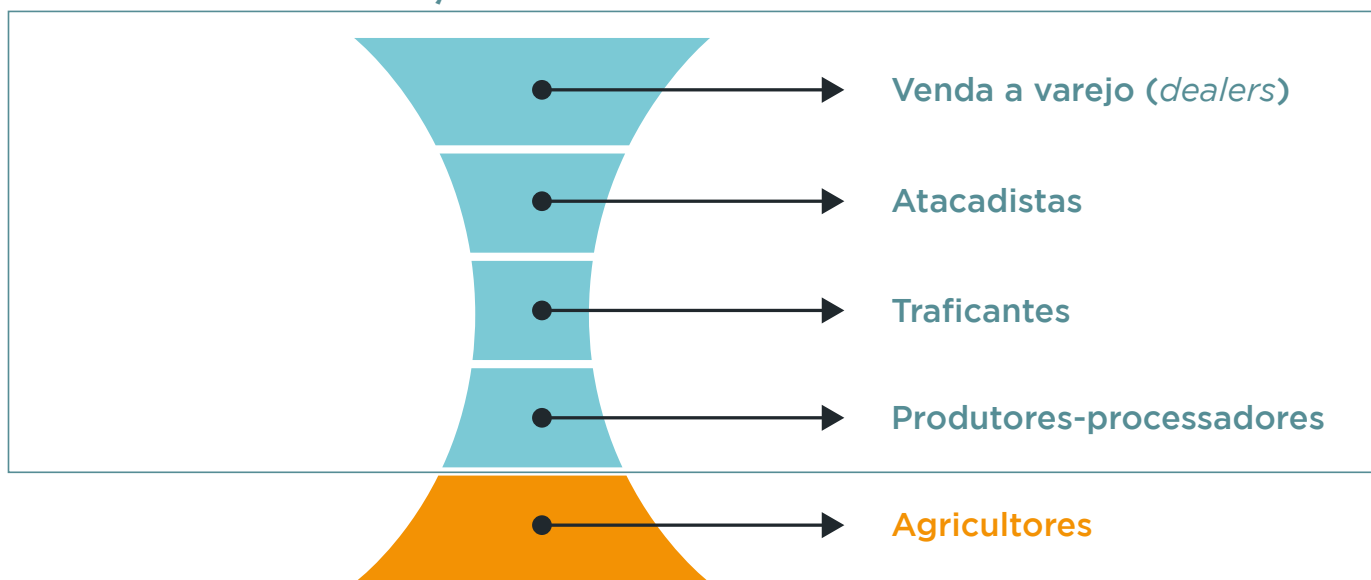 Venda a varejo (dealers)
Atacadistas
Traficantes
Produtores-processadores
Agricultores